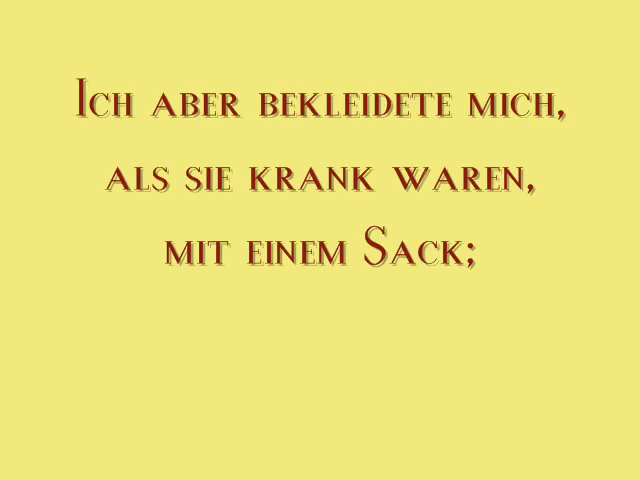 Ich aber bekleidete mich,
als sie krank waren,
mit einem Sack;